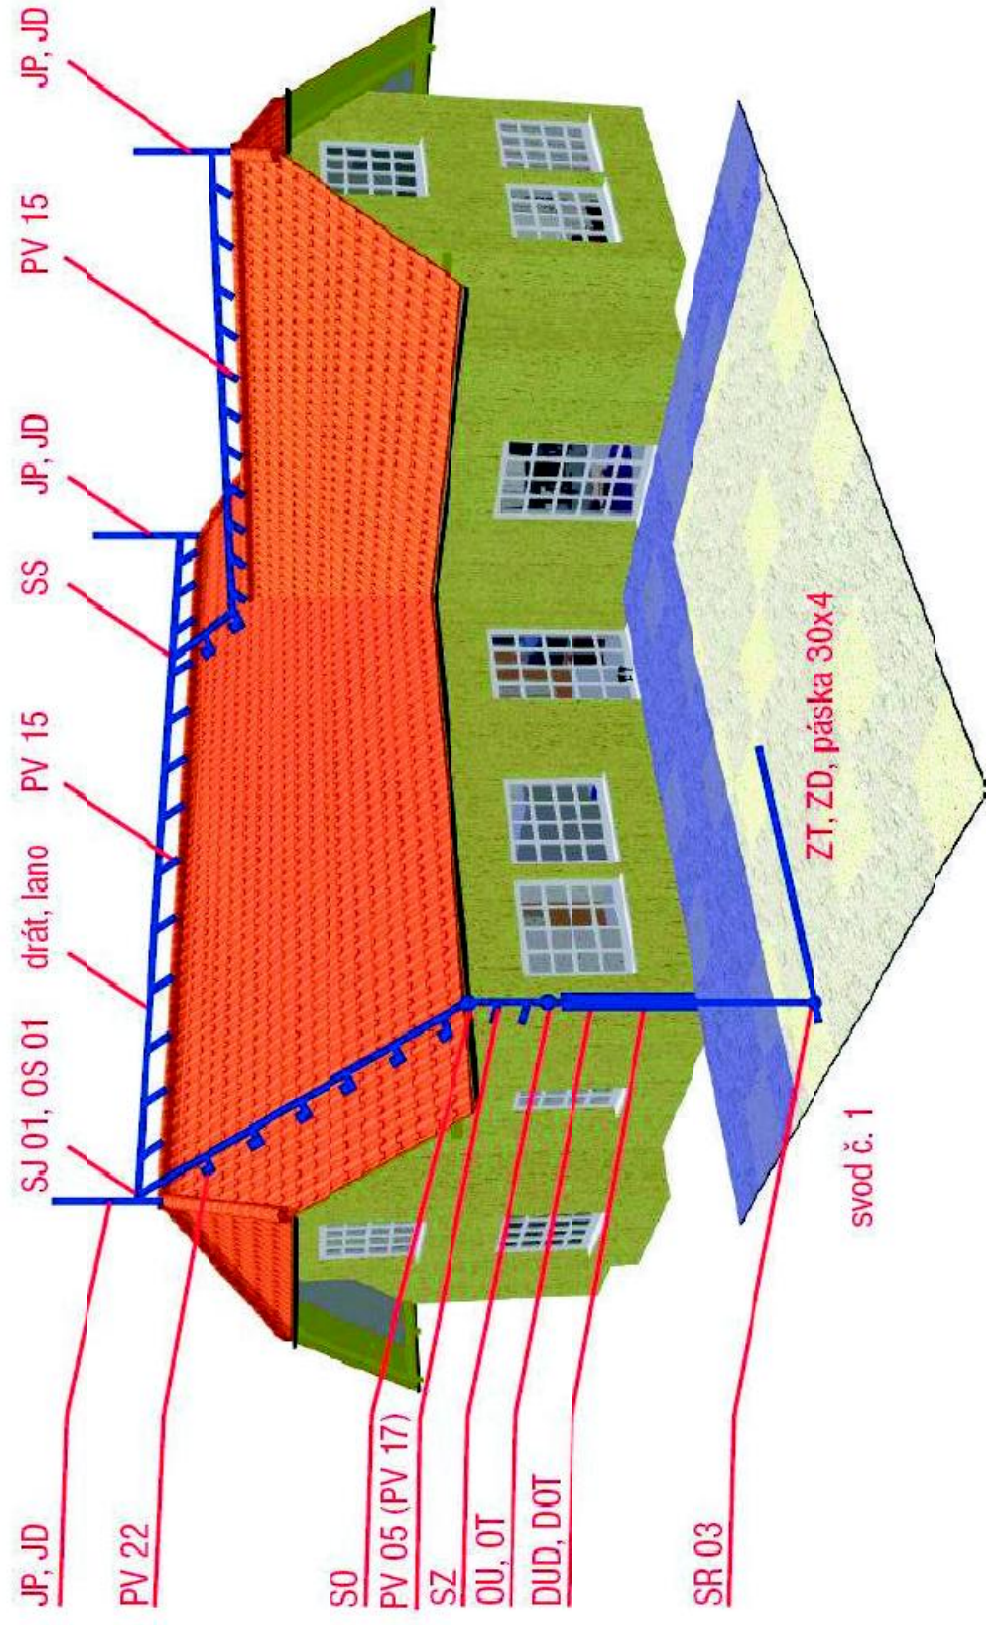 JP, JD
PV 22
SO
PV 05 (PV 17)
SZ
OU, OT
DUD, DOT
SR 03
SJ 01, OS 01
drát, lano
PV 15
SS
JP, JD
PV 15
JP, JD
svod č. 1
ZT, ZD, páska 30x4